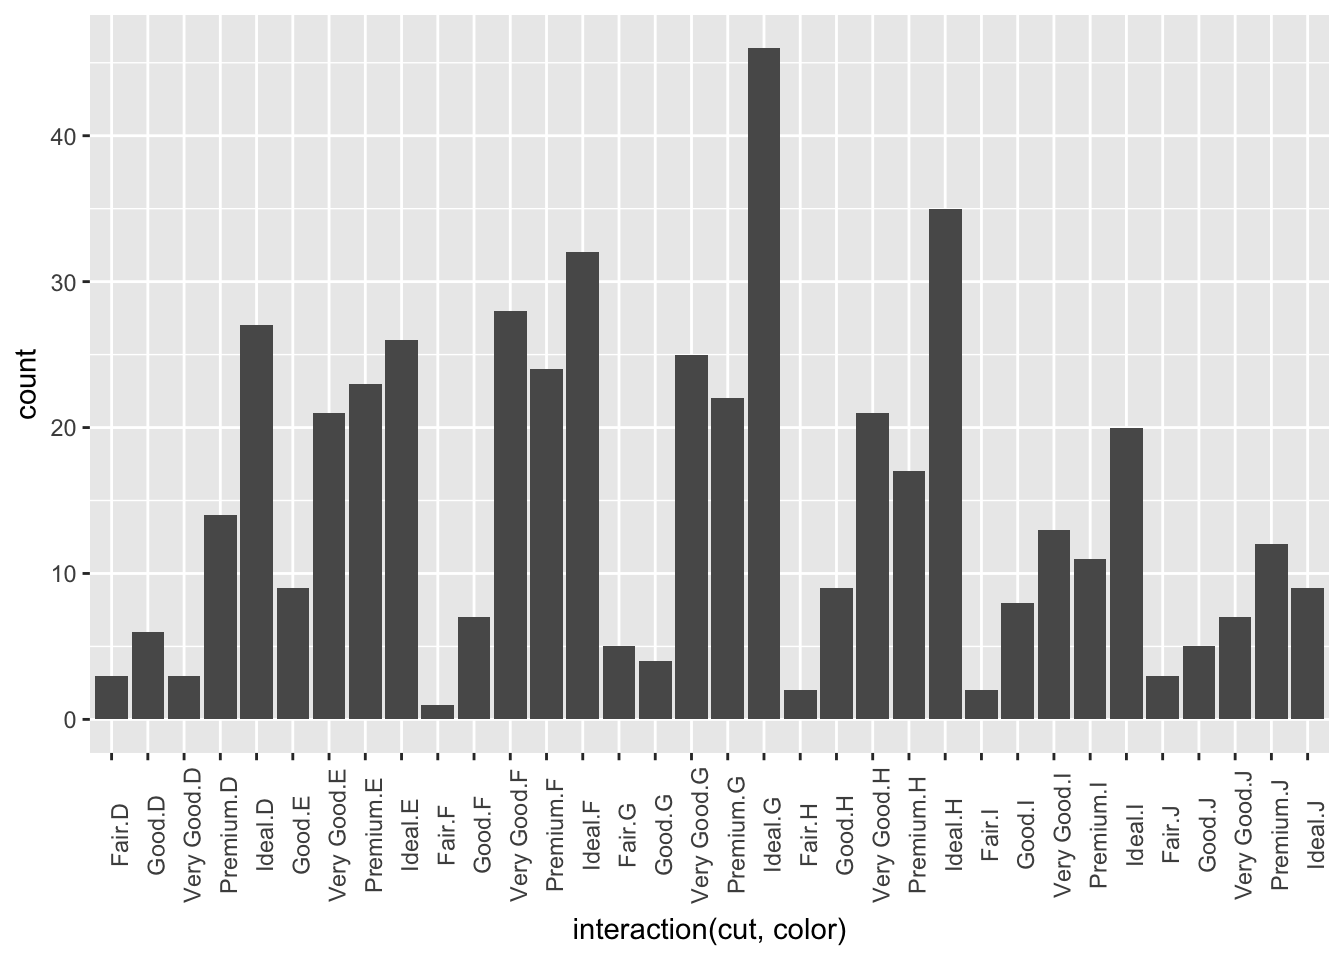 40
30
20
10
0
count
Fair.D
Good.D
Very Good.D
Premium.D
Ideal.D
Good.E
Very Good.E
Premium.E
Ideal.E
Fair.F
Good.F
Very Good.F
Premium.F
Ideal.F
Fair.G
Good.G
Very Good.G
Premium.G
Ideal.G
Fair.H
Good.H
Very Good.H
Premium.H
Ideal.H
Fair.I
Good.I
Very Good.I
Premium.I
Ideal.I
Fair.J
Good.J
Very Good.J
Premium.J
Ideal.J
interaction(cut, color)